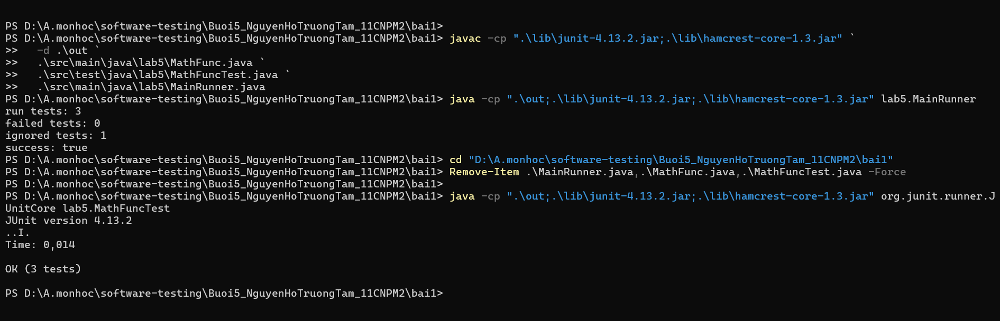 PS D:\A.monhoc\software-testing\Buoi5_NguyenHoTruongTam_11CNPM2\bai1>
PS D:\A.monhoc\software-testing\Buoi5_NguyenHoTruongTam_11CNPM2\bai1> javac -cp ".\lib\junit-4.13.2.jar;.\lib\hamcrest-core-1.3.jar" `
>>   -d .\out `
>>   .\src\main\java\lab5\MathFunc.java `
>>   .\src\test\java\lab5\MathFuncTest.java `
>>   .\src\main\java\lab5\MainRunner.java
PS D:\A.monhoc\software-testing\Buoi5_NguyenHoTruongTam_11CNPM2\bai1> java -cp ".\out;.\lib\junit-4.13.2.jar;.\lib\hamcrest-core-1.3.jar" lab5.MainRunner
run tests: 3
failed tests: 0
ignored tests: 1
success: true
PS D:\A.monhoc\software-testing\Buoi5_NguyenHoTruongTam_11CNPM2\bai1> cd "D:\A.monhoc\software-testing\Buoi5_NguyenHoTruongTam_11CNPM2\bai1"
PS D:\A.monhoc\software-testing\Buoi5_NguyenHoTruongTam_11CNPM2\bai1> Remove-Item .\MainRunner.java,.\MathFunc.java,.\MathFuncTest.java -Force
PS D:\A.monhoc\software-testing\Buoi5_NguyenHoTruongTam_11CNPM2\bai1>
PS D:\A.monhoc\software-testing\Buoi5_NguyenHoTruongTam_11CNPM2\bai1> java -cp ".\out;.\lib\junit-4.13.2.jar;.\lib\hamcrest-core-1.3.jar" org.junit.runner.J
UnitCore lab5.MathFuncTest
JUnit version 4.13.2
..I.
Time: 0,014
OK (3 tests)
PS D:\A.monhoc\software-testing\Buoi5_NguyenHoTruongTam_11CNPM2\bai1>